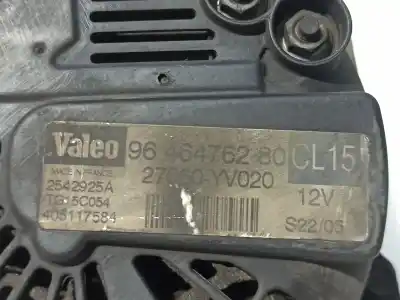 Valeo 96 464762 80 CL15
MADE IN FRANCE 27060-YV020
2542925A 12V
TG15C054
405117584 S22/05